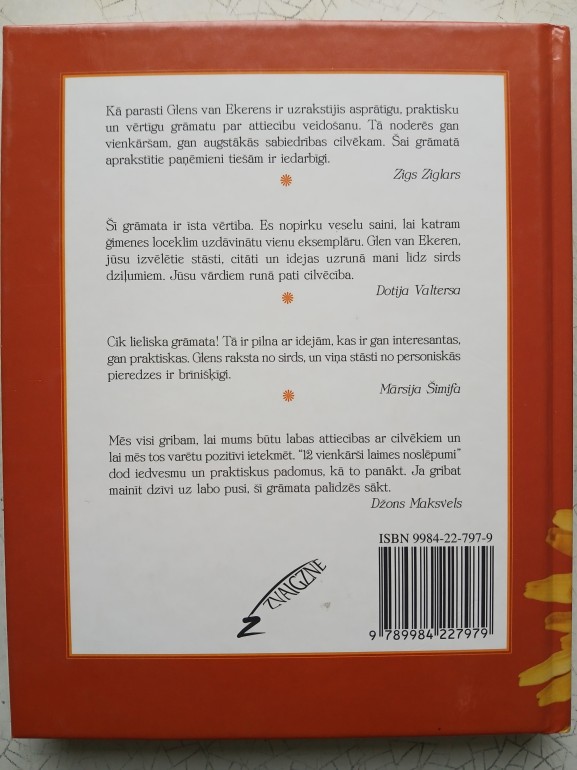 Kā parasti Glens van Ekerens ir uzrakstījis asprātīgu, praktisku
un vērtīgu grāmatu par attiecību veidošanu. Tā noderēs gan
vienkāršam, gan augstākās sabiedrības cilvēkam. Šai grāmatā
aprakstītie paņēmieni tiešām ir iedarbīgi.
Zigs Ziglars
Šī grāmata ir īsta vērtība. Es nopirku veselu saini, lai katram
ģimenes loceklim uzdāvinātu vienu eksemplāru. Glen van Ekeren,
jūsu izvēlētie stāsti, citāti un idejas uzrunā mani līdz sirds
dziļumiem. Jūsu vārdiem runā pati cilvēcība.
Dotija Valtersa
Cik lieliska grāmata! Tā ir pilna ar idejām, kas ir gan interesantas,
gan praktiskas. Glens raksta no sirds, un viņa stāsti no personiskās
pieredzes ir brīnišķīgi.
Mārsija Šimifa
Mēs visi gribam, lai mums būtu labas attiecības ar cilvēkiem un
lai mēs tos varētu pozitīvi ietekmēt. "12 vienkārši laimes noslēpumi"
dod iedvesmu un praktiskus padomus, kā to panākt. Ja gribat
mainīt dzīvi uz labo pusi, šī grāmata palīdzēs sākt.
Džons Maksvels
ISBN 9984-22-797-9
Z ZVAIGZNE
9 789984 227979